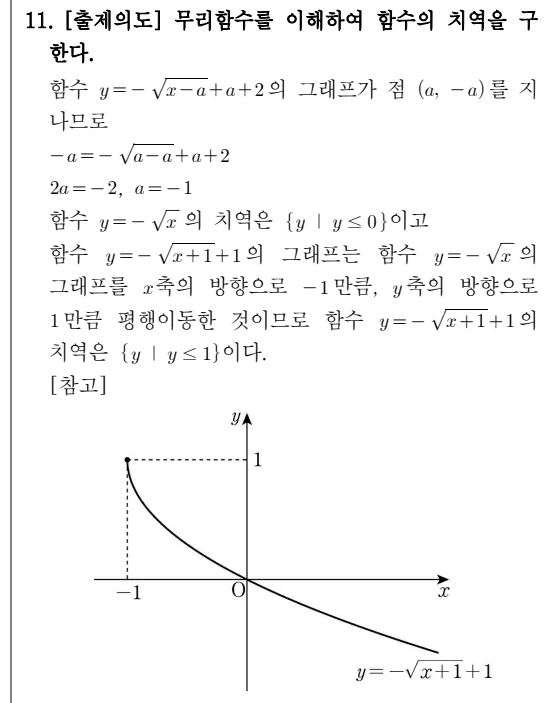 11. [출제의도] 무리함수를 이해하여 함수의 치역을 구
한다.
함수 y=-√(x-a)+a+2의 그래프가 점 (a, -a)를 지
나므로
-a=-√(a-a)+a+2
2a=-2, a=-1
함수 y=-√x의 치역은 {y | y≤0}이고
함수 y=-√(x+1)+1의 그래프는 함수 y=-√x의
그래프를 x축의 방향으로 -1만큼, y축의 방향으로
1만큼 평행이동한 것이므로 함수 y=-√(x+1)+1의
치역은 {y | y≤1}이다.
[참고]
y
1
-1
O
x
y=-√(x+1)+1